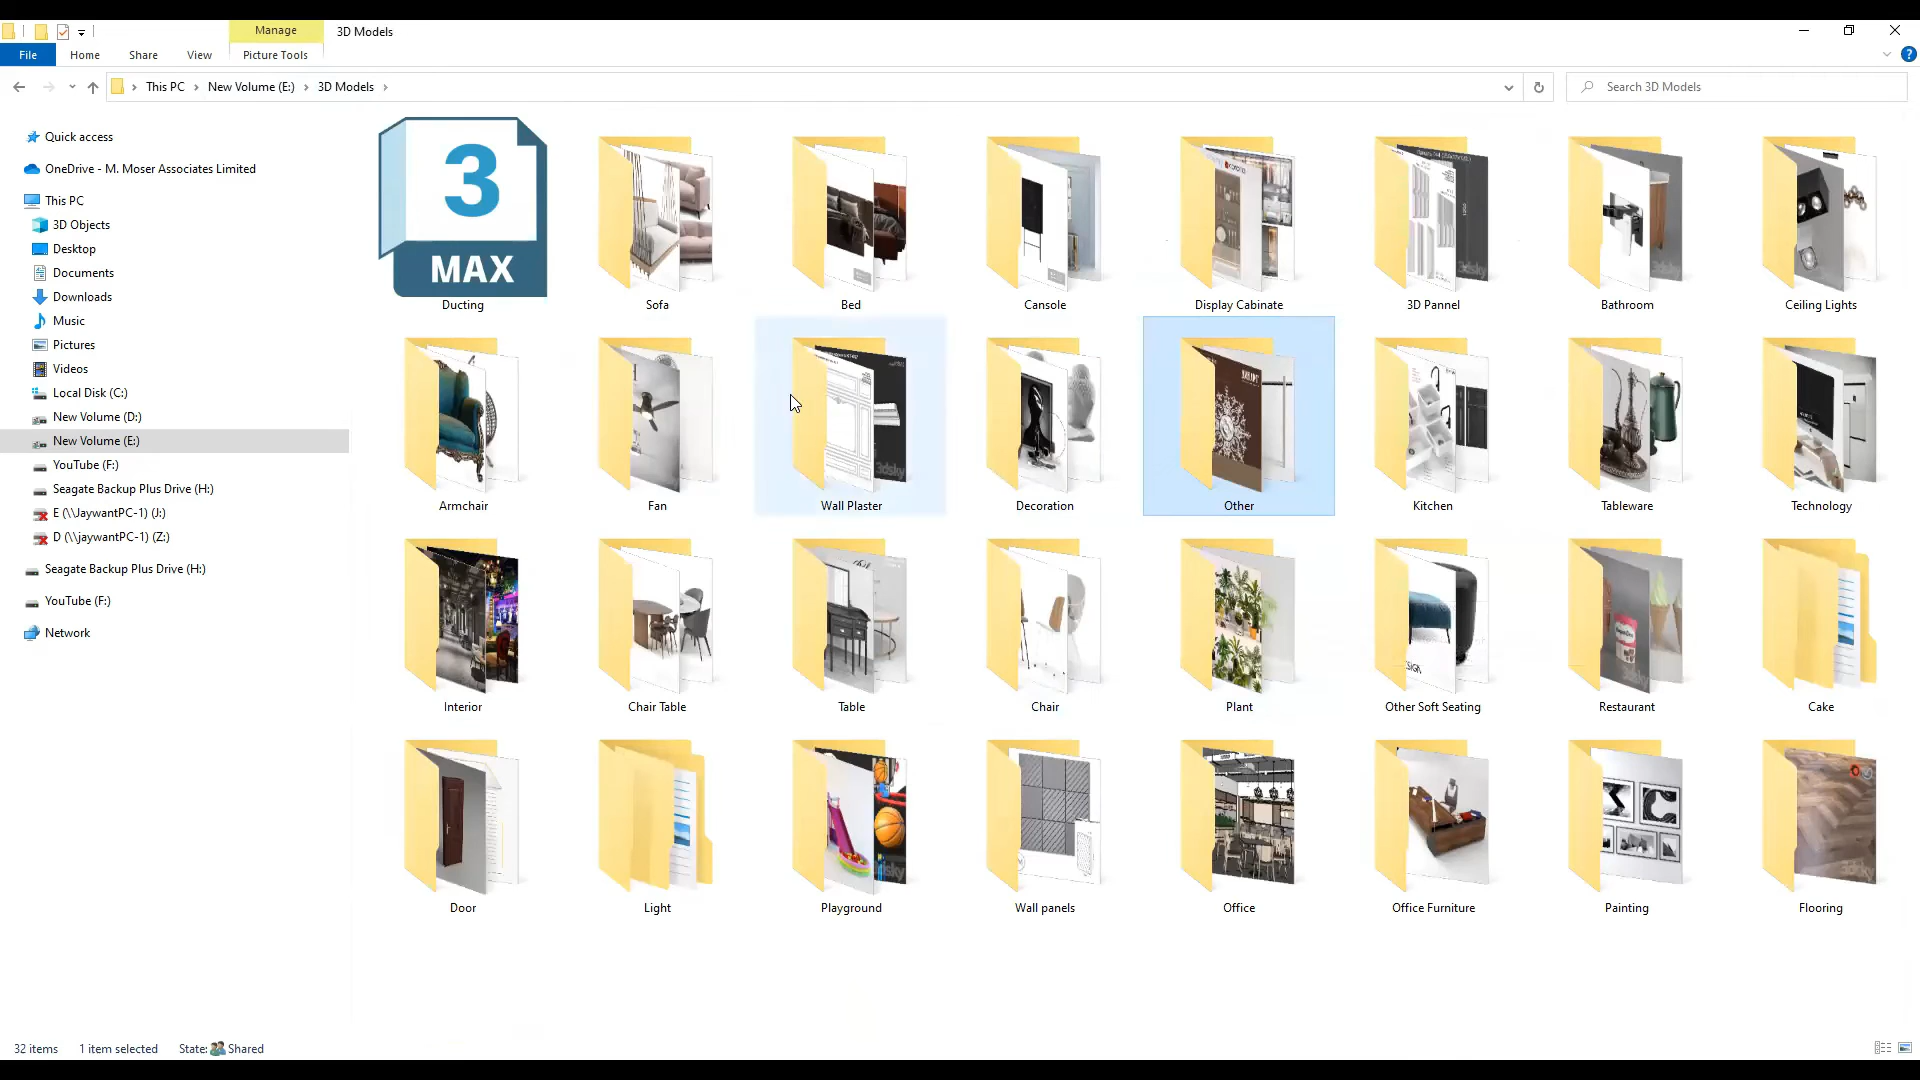 Manage
3D Models
File
Home
Share
View
Picture Tools
?
This PC
New Volume (E:)
3D Models
Search 3D Models
Quick access
OneDrive - M. Moser Associates Limited
This PC
3D Objects
Desktop
Documents
Downloads
Music
Pictures
Videos
Local Disk (C:)
New Volume (D:)
New Volume (E:)
YouTube (F:)
Seagate Backup Plus Drive (H:)
E (\\JaywantPC-1) (J:)
D (\\jaywantPC-1) (Z:)
Seagate Backup Plus Drive (H:)
YouTube (F:)
Network
3
MAX
Ducting
Sofa
Bed
Cansole
Display Cabinate
3dsky
3D Pannel
Bathroom
Ceiling Lights
Armchair
Fan
3dsky
Wall Plaster
Decoration
Other
Kitchen
Tableware
Technology
Interior
Chair Table
Table
Chair
Plant
Other Soft Seating
Restaurant
Cake
Door
Light
Playground
Wall panels
Office
Office Furniture
Painting
Flooring
32 items
1 item selected
State:
Shared